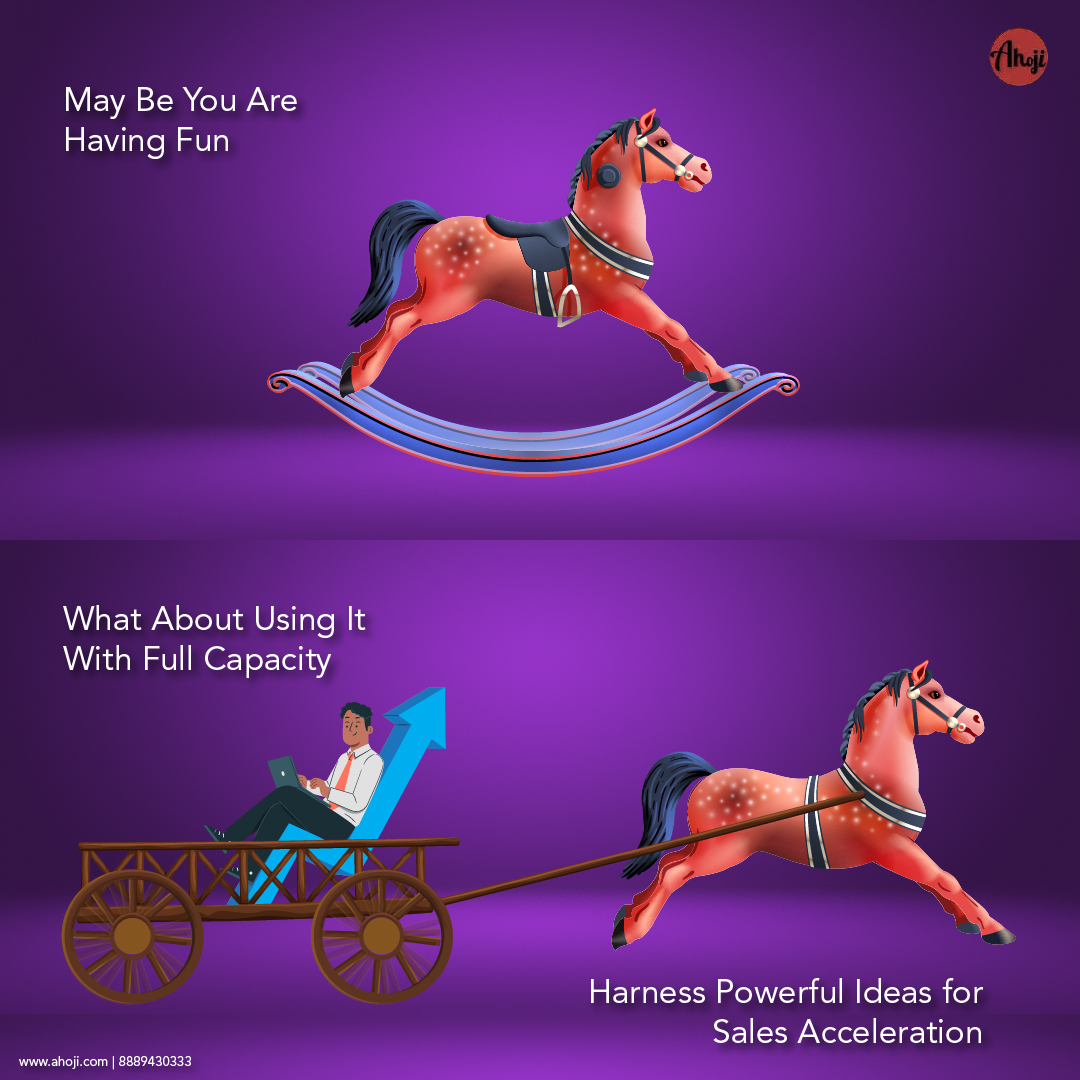 Ahoji
May Be You Are
Having Fun
What About Using It
With Full Capacity
Harness Powerful Ideas for
Sales Acceleration
www.ahoji.com | 8889430333